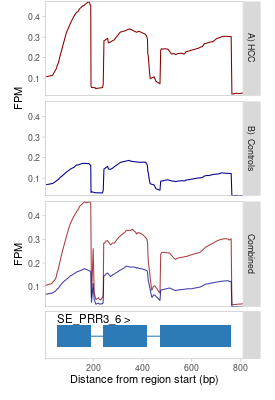 0.4
0.3
0.2
0.1
A) HCC
FPM
0.4
0.3
0.2
0.1
B) Controls
0.4
0.3
0.2
0.1
FPM
Combined
SE_PRR3_6 >
200
400
600
800
Distance from region start (bp)